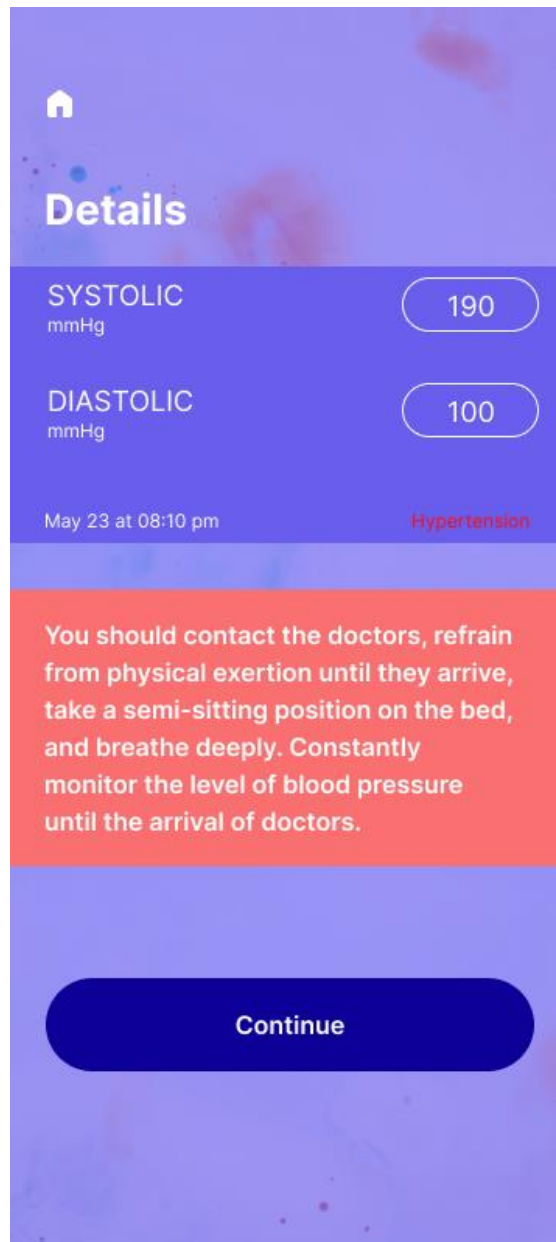 Details
SYSTOLIC
mmHg
190
DIASTOLIC
mmHg
100
May 23 at 08:10 pm
Hypertension
You should contact the doctors, refrain
from physical exertion until they arrive,
take a semi-sitting position on the bed,
and breathe deeply. Constantly
monitor the level of blood pressure
until the arrival of doctors.
Continue